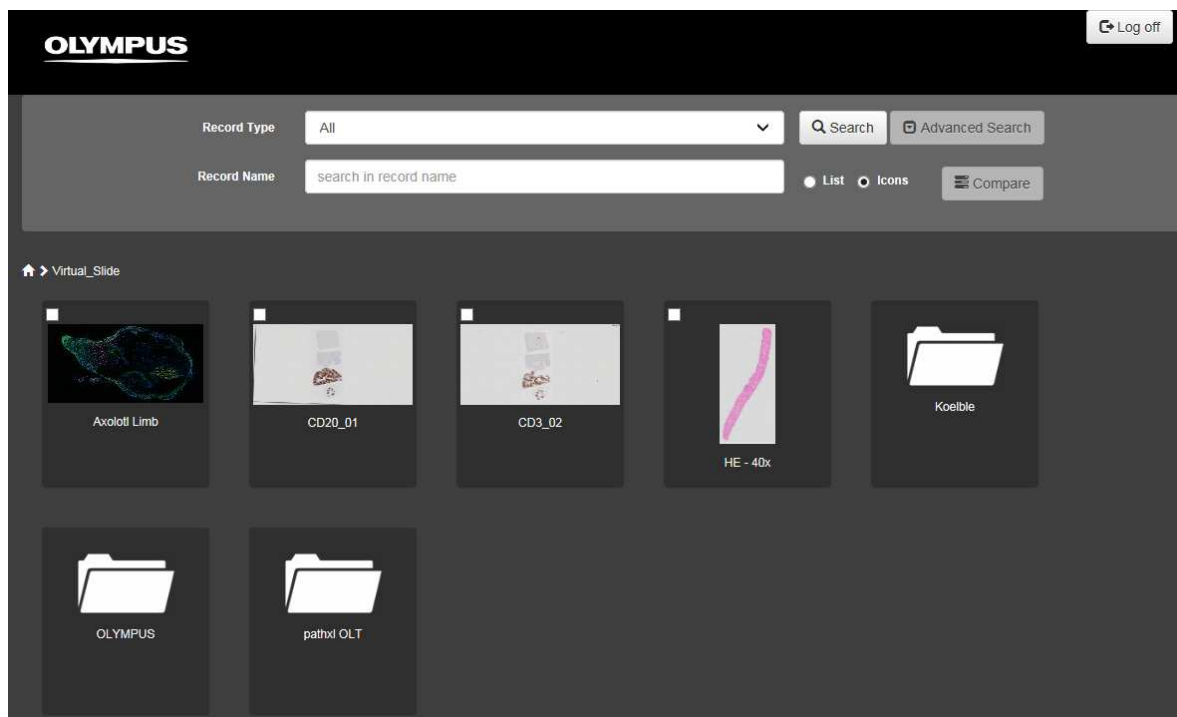 OLYMPUS
Log off
Record Type All Search Advanced Search
Record Name search in record name List Icons Compare
Virtual_Slide
Axolotl Limb
CD20_01
CD3_02
HE - 40x
Koelble
OLYMPUS
pathxl OLT